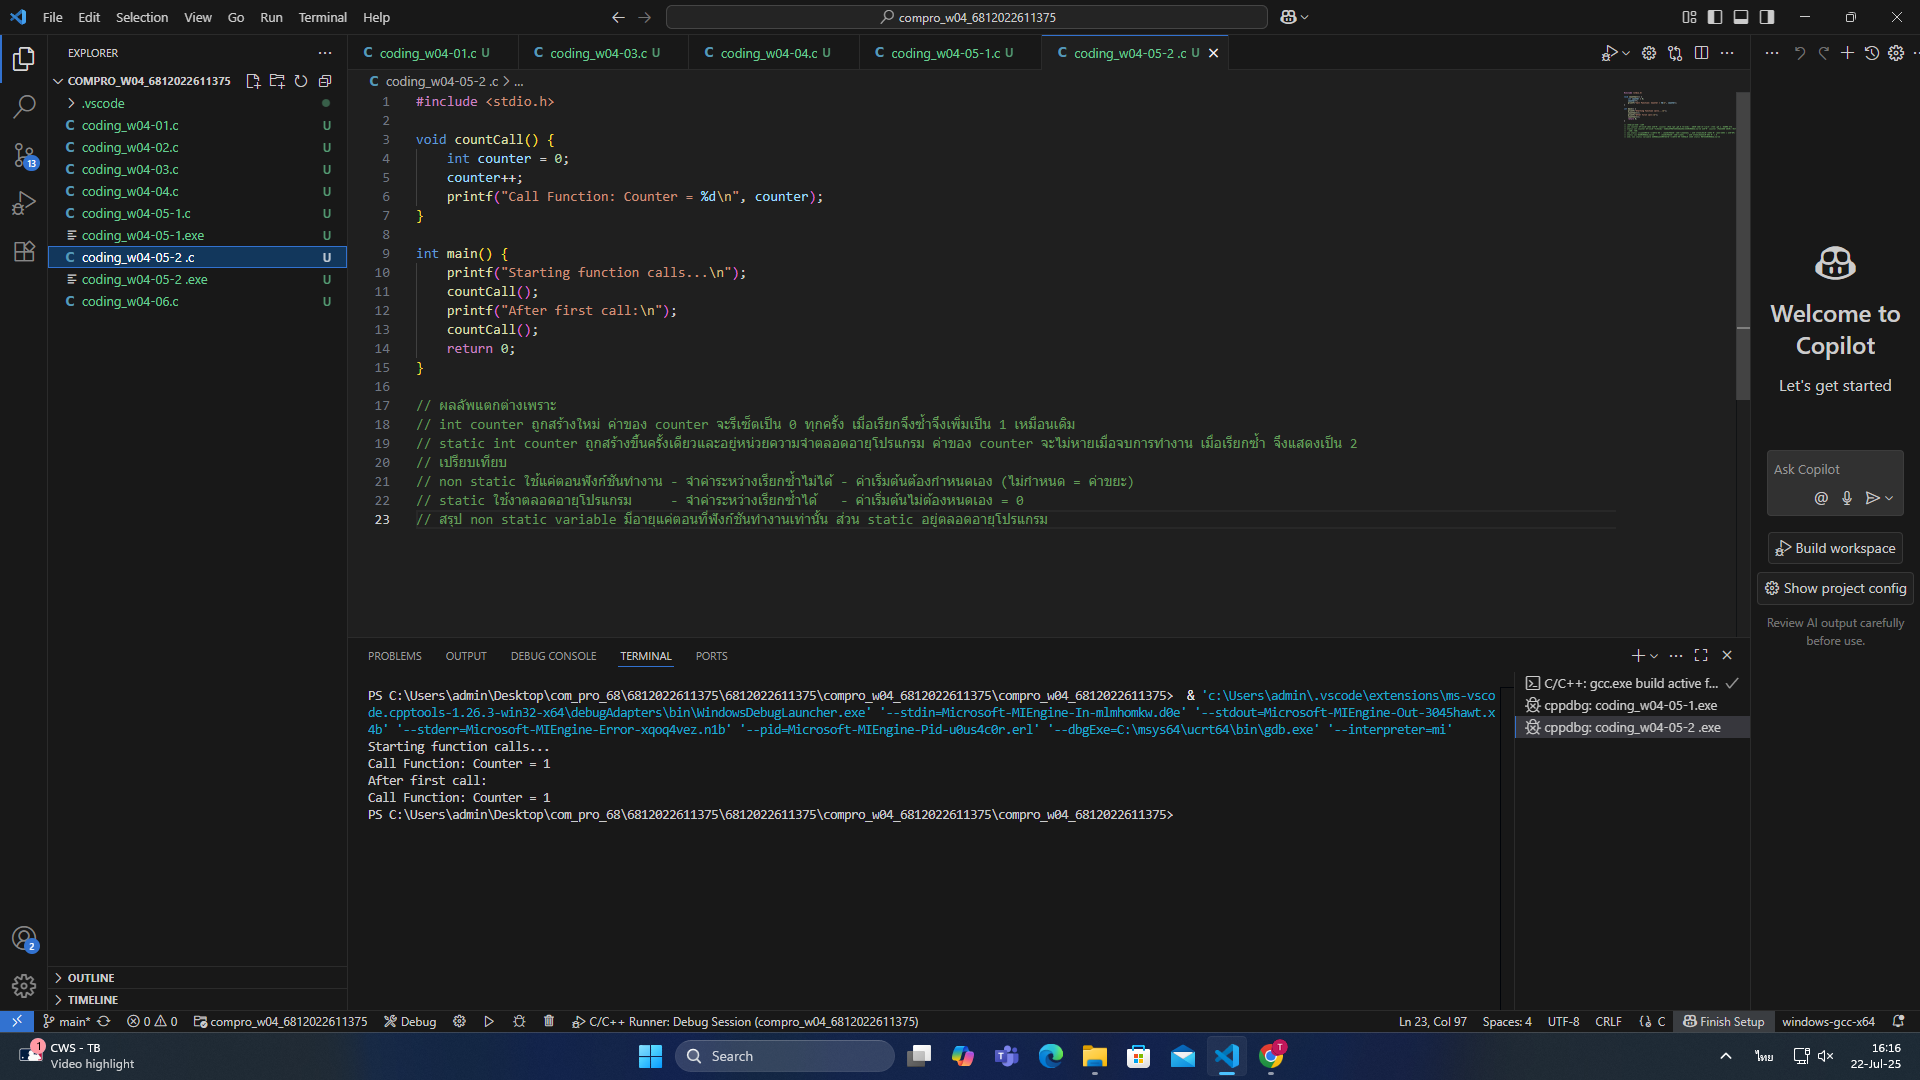 File Edit Selection View Go Run Terminal Help
compro_w04_6812022611375
EXPLORER
COMPRO_W04_6812022611375
.vscode
coding_w04-01.c U
coding_w04-02.c U
coding_w04-03.c U
coding_w04-04.c U
coding_w04-05-1.c U
coding_w04-05-1.exe U
coding_w04-05-2 .c U
coding_w04-05-2 .exe U
coding_w04-06.c U
13
2
OUTLINE
TIMELINE
coding_w04-01.c U coding_w04-03.c U coding_w04-04.c U coding_w04-05-1.c U coding_w04-05-2 .c U
coding_w04-05-2 .c > ...
1 #include <stdio.h>
2
3 void countCall() {
4 int counter = 0;
5 counter++;
6 printf("Call Function: Counter = %d\n", counter);
7 }
8
9 int main() {
10 printf("Starting function calls...\n");
11 countCall();
12 printf("After first call:\n");
13 countCall();
14 return 0;
15 }
16
17 // ผลลัพแตกต่างเพราะ
18 // int counter ถูกสร้างใหม่ ค่าของ counter จะรีเซ็ตเป็น 0 ทุกครั้ง เมื่อเรียกจึงซ้ำจึงเพิ่มเป็น 1 เหมือนเดิม
19 // static int counter ถูกสร้างขึ้นครั้งเดียวและอยู่หน่วยความจำตลอดอายุโปรแกรม ค่าของ counter จะไม่หายเมื่อจบการทำงาน เมื่อเรียกซ้ำ จึงแสดงเป็น 2
20 // เปรียบเทียบ
21 // non static ใช้แค่ตอนฟังก์ชันทำงาน - จำค่าระหว่างเรียกซ้ำไม่ได้ - ค่าเริ่มต้นต้องกำหนดเอง (ไม่กำหนด = ค่าขยะ)
22 // static ใช้งาตลอดอายุโปรแกรม - จำค่าระหว่างเรียกซ้ำได้ - ค่าเริ่มต้นไม่ต้องหนดเอง = 0
23 // สรุป non static variable มีอายุแค่ตอนที่ฟังก์ชันทำงานเท่านั้น ส่วน static อยู่ตลอดอายุโปรแกรม
PROBLEMS OUTPUT DEBUG CONSOLE TERMINAL PORTS
PS C:\Users\admin\Desktop\com_pro_68\6812022611375\6812022611375\compro_w04_6812022611375\compro_w04_6812022611375> & 'c:\Users\admin\.vscode\extensions\ms-vsco
de.cpptools-1.26.3-win32-x64\debugAdapters\bin\WindowsDebugLauncher.exe' '--stdin=Microsoft-MIEngine-In-mlmhomkw.d0e' '--stdout=Microsoft-MIEngine-Out-3045hawt.x
4b' '--stderr=Microsoft-MIEngine-Error-xqoq4vez.n1b' '--pid=Microsoft-MIEngine-Pid-u0us4c0r.erl' '--dbgExe=C:\msys64\ucrt64\bin\gdb.exe' '--interpreter=mi'
Starting function calls...
Call Function: Counter = 1
After first call:
Call Function: Counter = 1
PS C:\Users\admin\Desktop\com_pro_68\6812022611375\6812022611375\compro_w04_6812022611375\compro_w04_6812022611375>
C/C++: gcc.exe build active f...
cppdbg: coding_w04-05-1.exe
cppdbg: coding_w04-05-2 .exe
Welcome to
Copilot
Let's get started
Ask Copilot
Build workspace
Show project config
Review AI output carefully
before use.
main* 0 0 compro_w04_6812022611375 Debug C/C++ Runner: Debug Session (compro_w04_6812022611375) Ln 23, Col 97 Spaces: 4 UTF-8 CRLF {} C Finish Setup windows-gcc-x64
1
CWS - TB
Video highlight
Search
T
ไทย
16:16
22-Jul-25